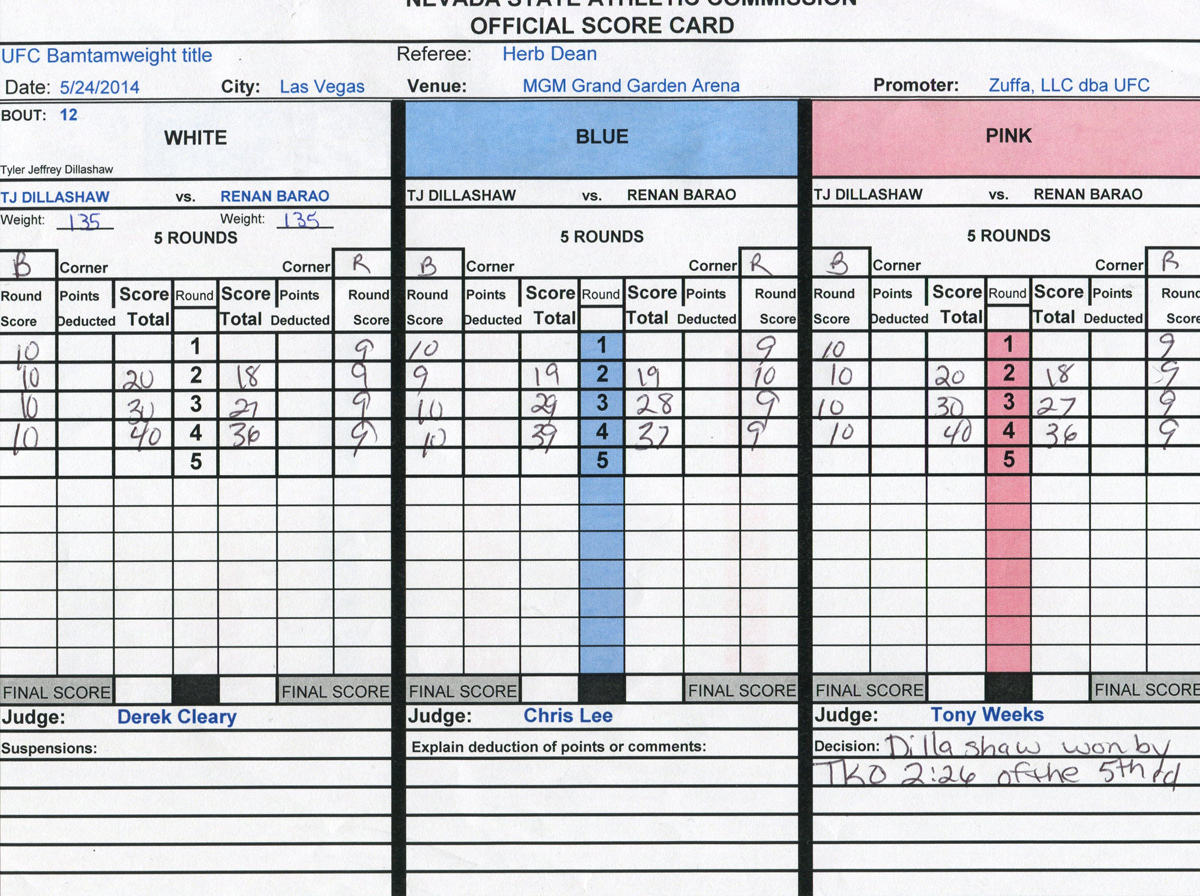 NEVADA STATE ATHLETIC COMMISSION
OFFICIAL SCORE CARD
UFC Bamtamweight title Referee: Herb Dean
Date: 5/24/2014 City: Las Vegas Venue: MGM Grand Garden Arena Promoter: Zuffa, LLC dba UFC
BOUT: 12
WHITE BLUE PINK
Tyler Jeffrey Dillashaw
TJ DILLASHAW vs. RENAN BARAO TJ DILLASHAW vs. RENAN BARAO TJ DILLASHAW vs. RENAN BARAO
Weight: 135 Weight: 135
5 ROUNDS 5 ROUNDS 5 ROUNDS
B Corner Corner R B Corner Corner R B Corner Corner R
Round Points Score Round Score Points Round Round Points Score Round Score Points Round Round Points Score Round Score Points Round
Score Deducted Total Total Deducted Score Score Deducted Total Total Deducted Score Score Deducted Total Total Deducted Score
10 1 9 10 1 9 10 1 9
10 20 2 18 9 9 19 2 19 10 10 20 2 18 9
10 30 3 27 9 10 29 3 28 9 10 30 3 27 9
10 40 4 36 9 10 39 4 37 9 10 40 4 36 9
5 5 5
FINAL SCORE FINAL SCORE FINAL SCORE FINAL SCORE FINAL SCORE FINAL SCORE
Judge: Derek Cleary Judge: Chris Lee Judge: Tony Weeks
Suspensions: Explain deduction of points or comments: Decision: Dillashaw won by
TKO 2:26 of the 5th rd